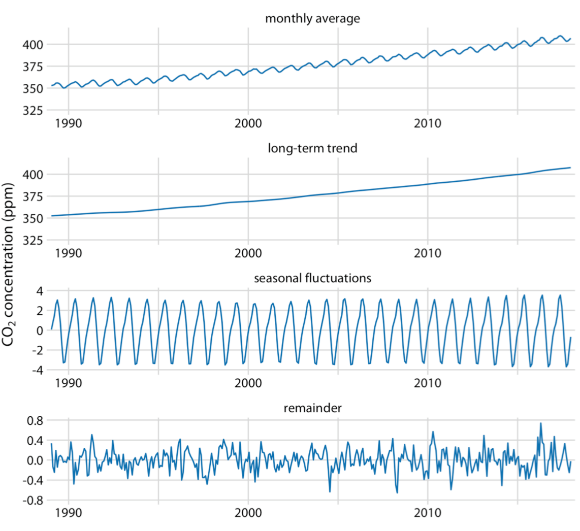 monthly average
400
375
350
325
1990 2000 2010
long-term trend
400
375
350
325
1990 2000 2010
CO₂ concentration (ppm)
seasonal fluctuations
4
2
0
-2
-4
1990 2000 2010
remainder
0.8
0.4
0.0
-0.4
-0.8
1990 2000 2010